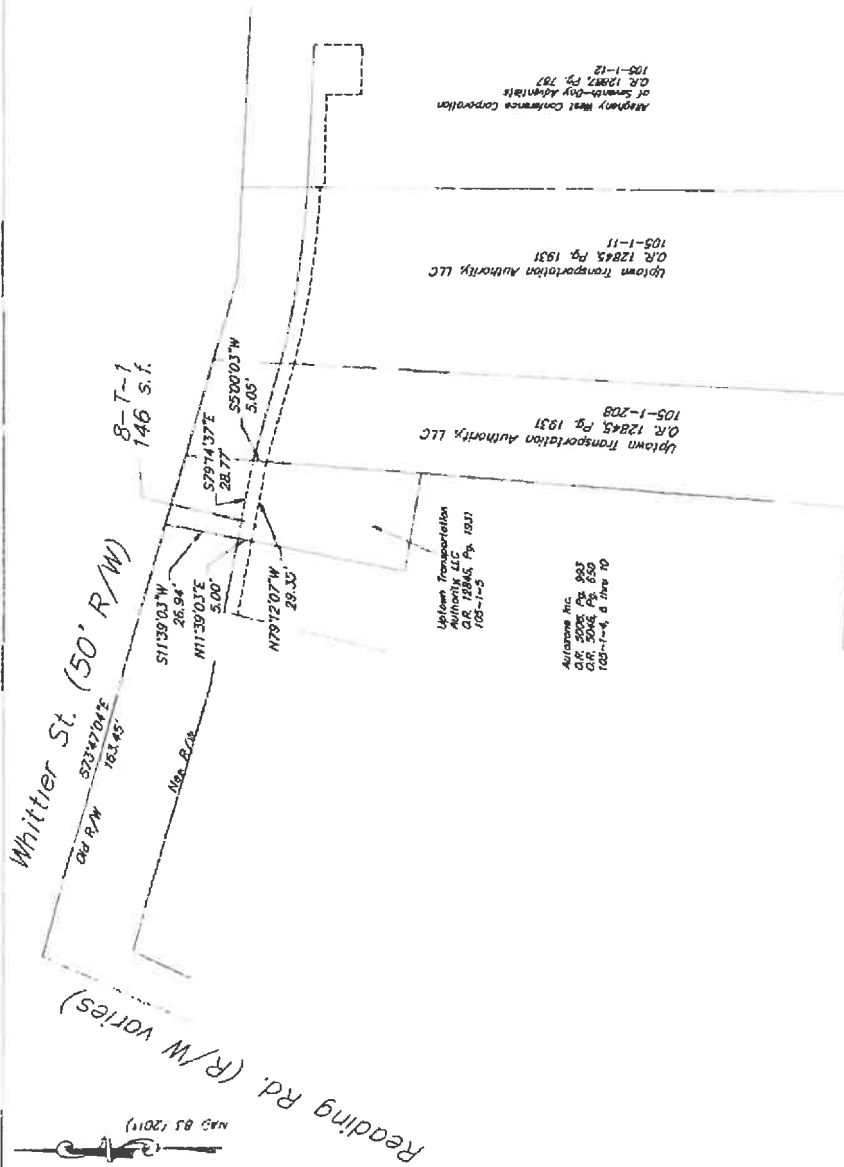 Alleghany West Conference Corporation
of Seventh-Day Adventists
O.R. 12887, Pg. 787
105-1-12
Uptown Transportation Authority, LLC
O.R. 12845, Pg. 1931
105-1-11
Uptown Transportation Authority, LLC
O.R. 12845, Pg. 1931
105-1-208
8-T-1
146 s.f.
S79°14'37"E
28.77'
S5°00'03"W
5.05'
Whittier St. (50' R/W)
S11°39'03"W
26.94'
N11°39'03"E
5.00'
N79°12'07"W
29.35'
S73°47'04"E
163.45'
Old R/W
New R/W
Uptown Transportation
Authority, LLC
O.R. 12845, Pg. 1931
105-1-5
Autozone Inc.
O.R. 5006, Pg. 993
O.R. 5046, Pg. 650
105-1-4, 6 thru 10
Reading Rd. (R/W varies)
NAD 83 (2011)